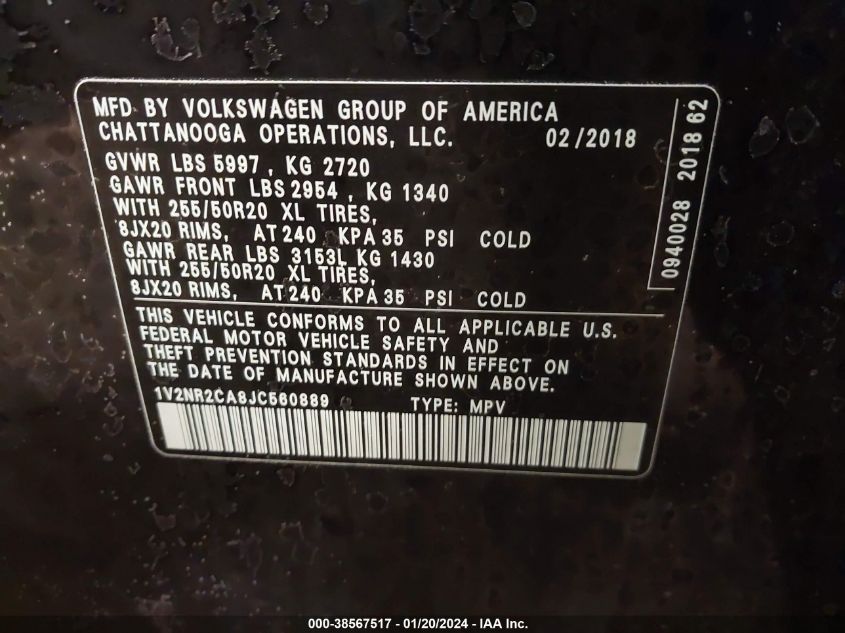 MFD BY VOLKSWAGEN GROUP OF AMERICA
CHATTANOOGA OPERATIONS, LLC. 02/2018
GVWR LBS 5997 , KG 2720
GAWR FRONT LBS 2954 , KG 1340
WITH 255/50R20 XL TIRES,
8JX20 RIMS, AT 240 KPA 35 PSI COLD
GAWR REAR LBS 3153L KG 1430
WITH 255/50R20 XL TIRES,
8JX20 RIMS, AT 240 KPA 35 PSI COLD
THIS VEHICLE CONFORMS TO ALL APPLICABLE U.S.
FEDERAL MOTOR VEHICLE SAFETY AND
THEFT PREVENTION STANDARDS IN EFFECT ON
THE DATE OF MANUFACTURE SHOWN ABOVE.
1V2NR2CA8JC560889 TYPE: MPV
0940028 2018 62
000-38567517 - 01/20/2024 - IAA Inc.